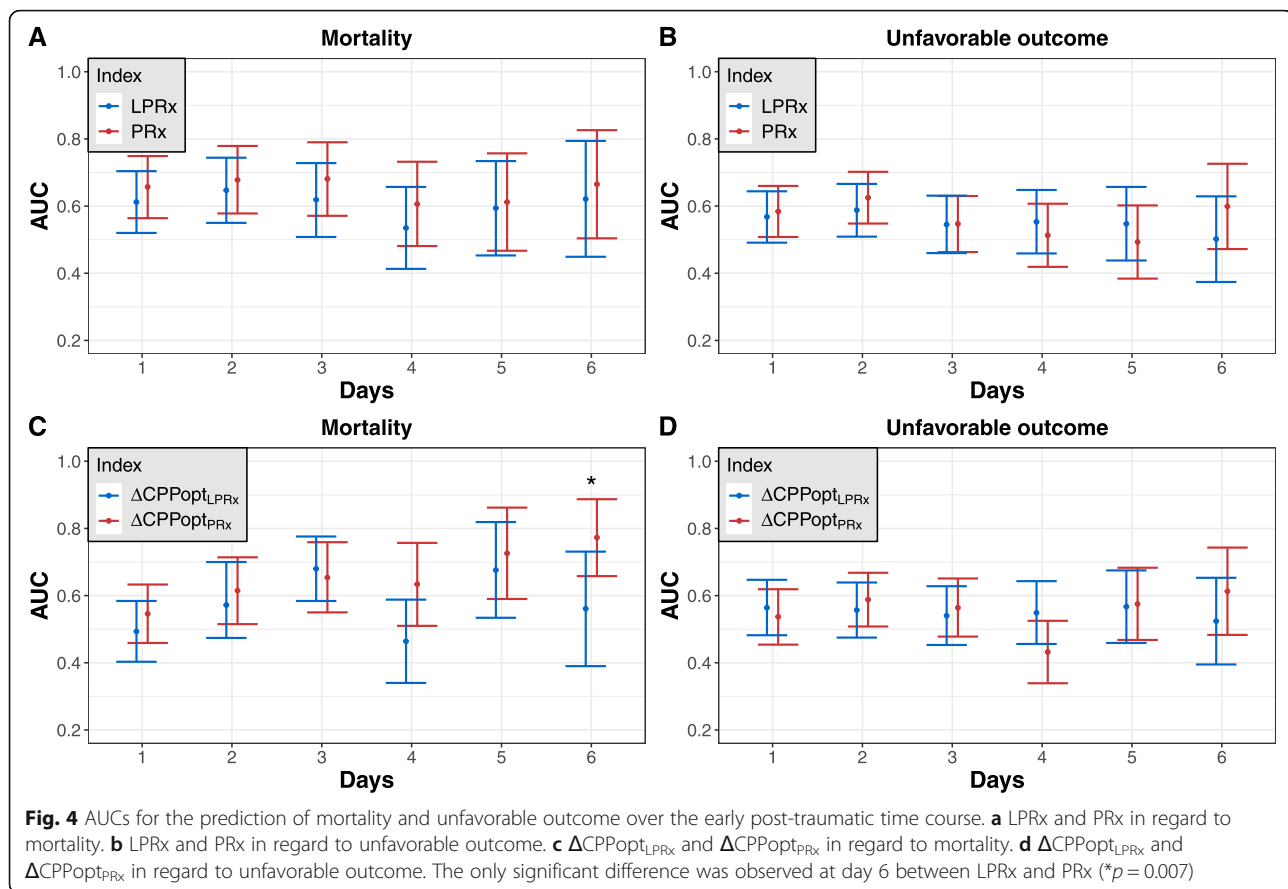 A
Mortality
Index
LPRx
PRx
1.0
0.8
0.6
0.4
0.2
AUC
1 2 3 4 5 6
Days
B
Unfavorable outcome
Index
LPRx
PRx
1.0
0.8
0.6
0.4
0.2
AUC
1 2 3 4 5 6
Days
C
Mortality
Index
ΔCPPoptLPRx
ΔCPPoptPRx
*
1.0
0.8
0.6
0.4
0.2
AUC
1 2 3 4 5 6
Days
D
Unfavorable outcome
Index
ΔCPPoptLPRx
ΔCPPoptPRx
1.0
0.8
0.6
0.4
0.2
AUC
1 2 3 4 5 6
Days
Fig. 4 AUCs for the prediction of mortality and unfavorable outcome over the early post-traumatic time course. a LPRx and PRx in regard to
mortality. b LPRx and PRx in regard to unfavorable outcome. c ΔCPPoptLPRx and ΔCPPoptPRx in regard to mortality. d ΔCPPoptLPRx and
ΔCPPoptPRx in regard to unfavorable outcome. The only significant difference was observed at day 6 between LPRx and PRx (*p = 0.007)